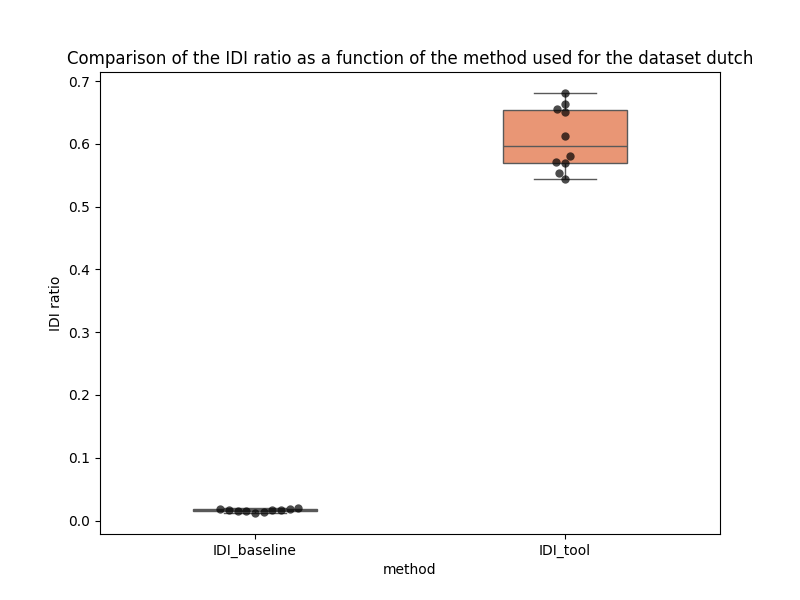 Comparison of the IDI ratio as a function of the method used for the dataset dutch
0.7
0.6
0.5
0.4
0.3
0.2
0.1
0.0
IDI ratio
IDI_baseline
IDI_tool
method